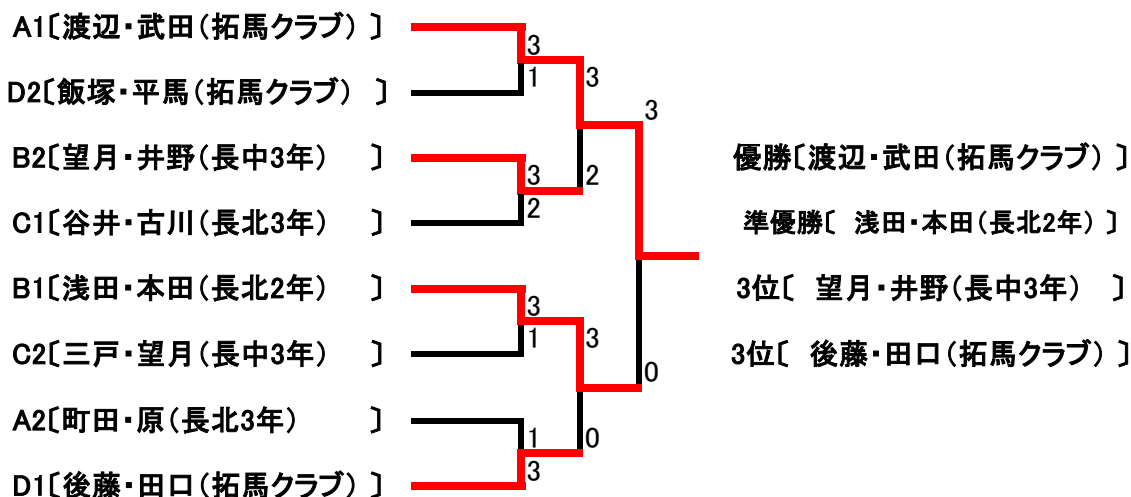 A1〔渡辺・武田(拓馬クラブ) 〕
3
1
D2〔飯塚・平馬(拓馬クラブ) 〕
3
3
B2〔望月・井野(長中3年) 〕
3
2
優勝〔渡辺・武田(拓馬クラブ) 〕
C1〔谷井・古川(長北3年) 〕
2
準優勝〔 浅田・本田(長北2年) 〕
B1〔浅田・本田(長北2年) 〕
3
3位〔 望月・井野(長中3年) 〕
C2〔三戸・望月(長中3年) 〕
1
3
3位〔 後藤・田口(拓馬クラブ) 〕
0
A2〔町田・原(長北3年) 〕
1
0
D1〔後藤・田口(拓馬クラブ) 〕
3